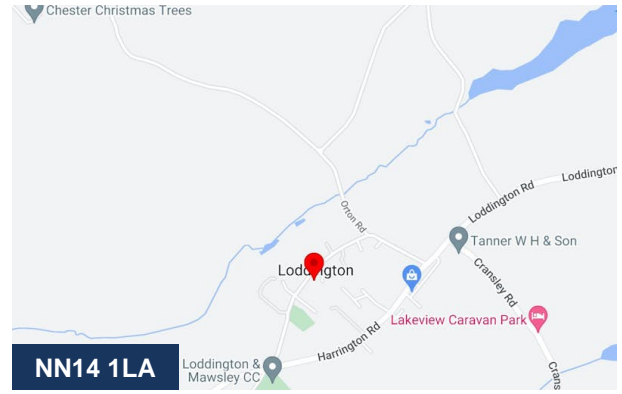 Chester Christmas Trees
Loddington Rd
Loddington
Orton Rd
Tanner W H & Son
Loddington
Cransley Rd
Lakeview Caravan Park
Harrington Rd
Loddington &
Mawsley CC
Crans
NN14 1LA